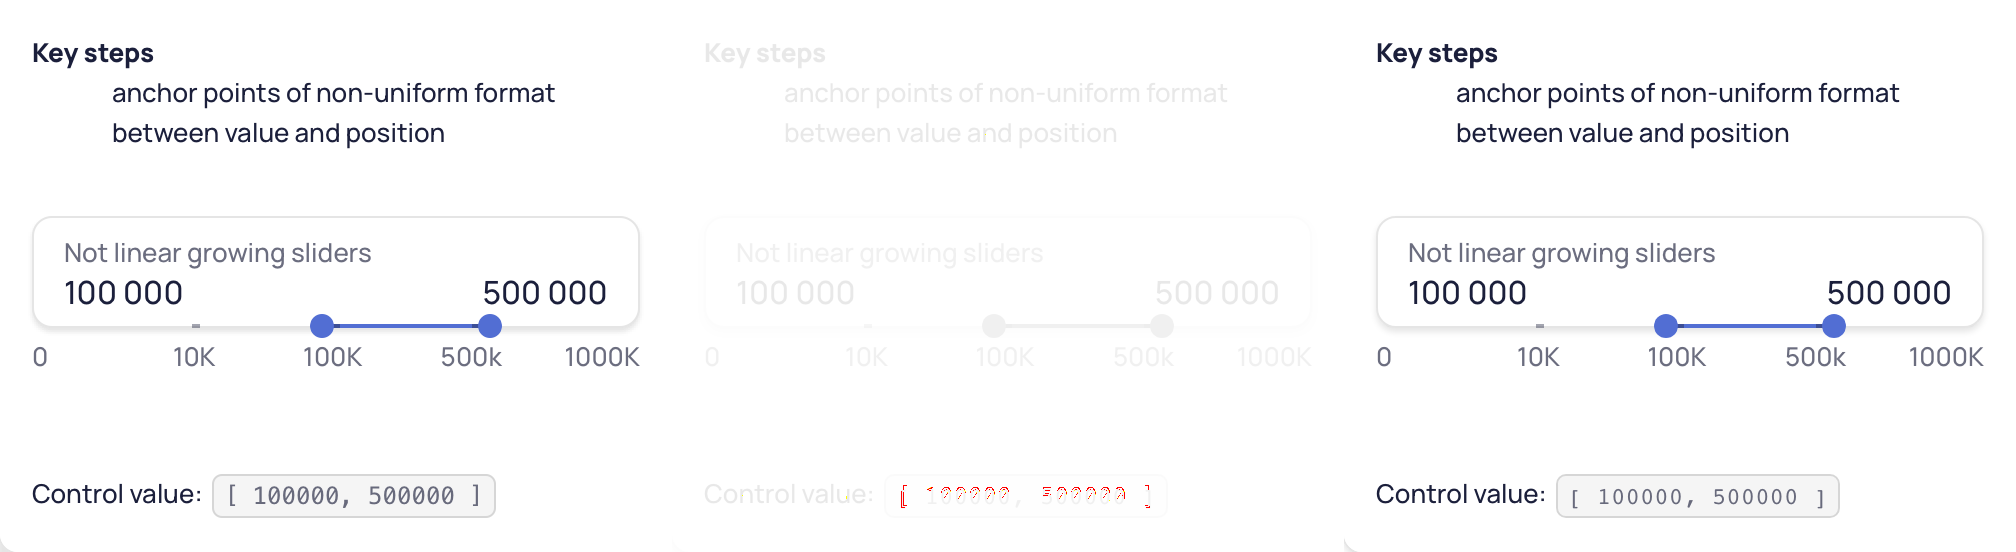 Key steps
anchor points of non-uniform format
between value and position
Not linear growing sliders
100 000 500 000
0 10K 100K 500k 1000K
Control value: [ 100000, 500000 ]
Key steps
anchor points of non-uniform format
between value and position
Not linear growing sliders
100 000 500 000
0 10K 100K 500k 1000K
Control value: [ 100000, 500000 ]
Key steps
anchor points of non-uniform format
between value and position
Not linear growing sliders
100 000 500 000
0 10K 100K 500k 1000K
Control value: [ 100000, 500000 ]